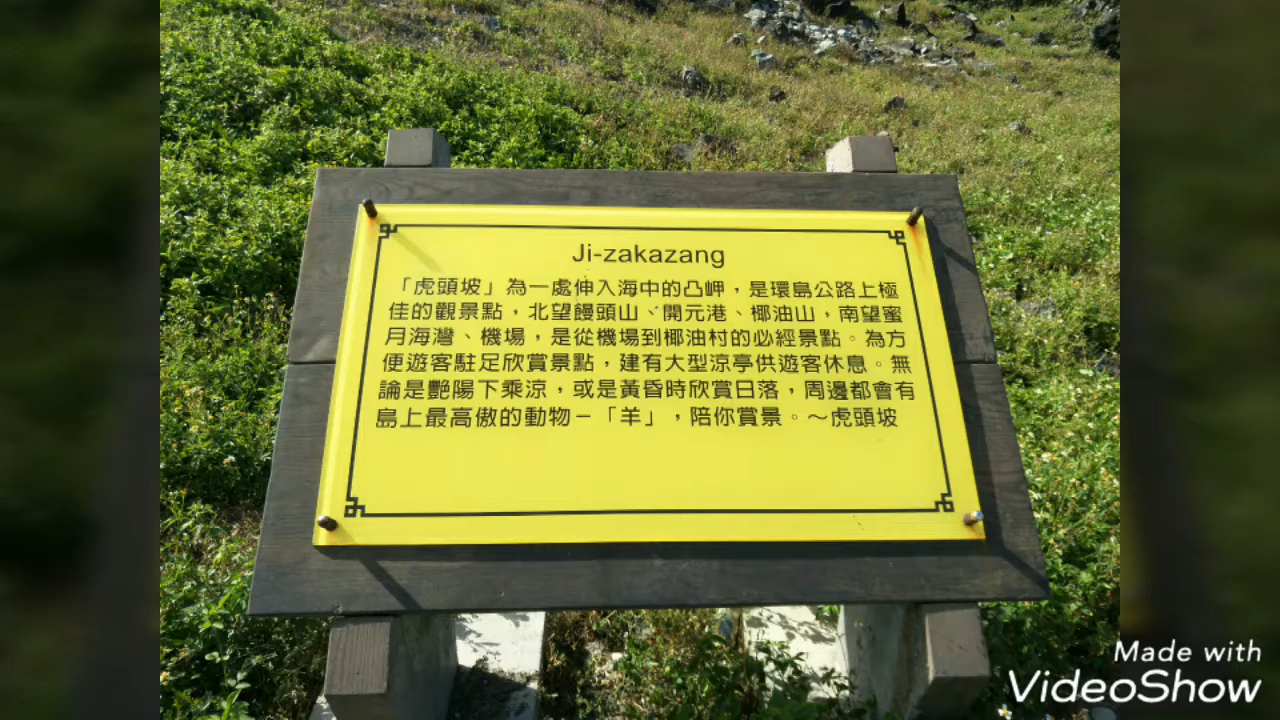 Ji-zakazang
「虎頭坡」為一處伸入海中的凸岬，是環島公路上極
佳的觀景點，北望饅頭山、開元港、椰油山，南望蜜
月海灣、機場，是從機場到椰油村的必經景點。為方
便遊客駐足欣賞景點，建有大型涼亭供遊客休息。無
論是艷陽下乘涼，或是黃昏時欣賞日落，周邊都會有
島上最高傲的動物－「羊」，陪你賞景。～虎頭坡
Made with
VideoShow